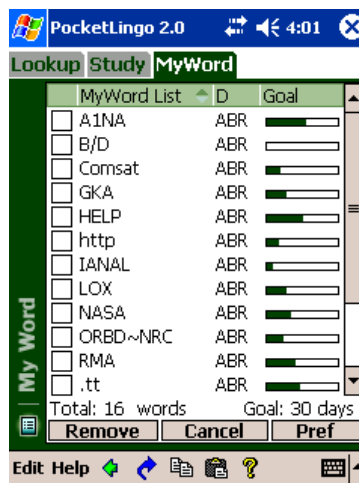 PocketLingo 2.0 4:01
Lookup Study MyWord
MyWord List D Goal
A1NA ABR
B/D ABR
Comsat ABR
GKA ABR
HELP ABR
http ABR
IANAL ABR
LOX ABR
NASA ABR
ORBD~NRC ABR
RMA ABR
.tt ABR
My Word
Total: 16 words Goal: 30 days
Remove Cancel Pref
Edit Help